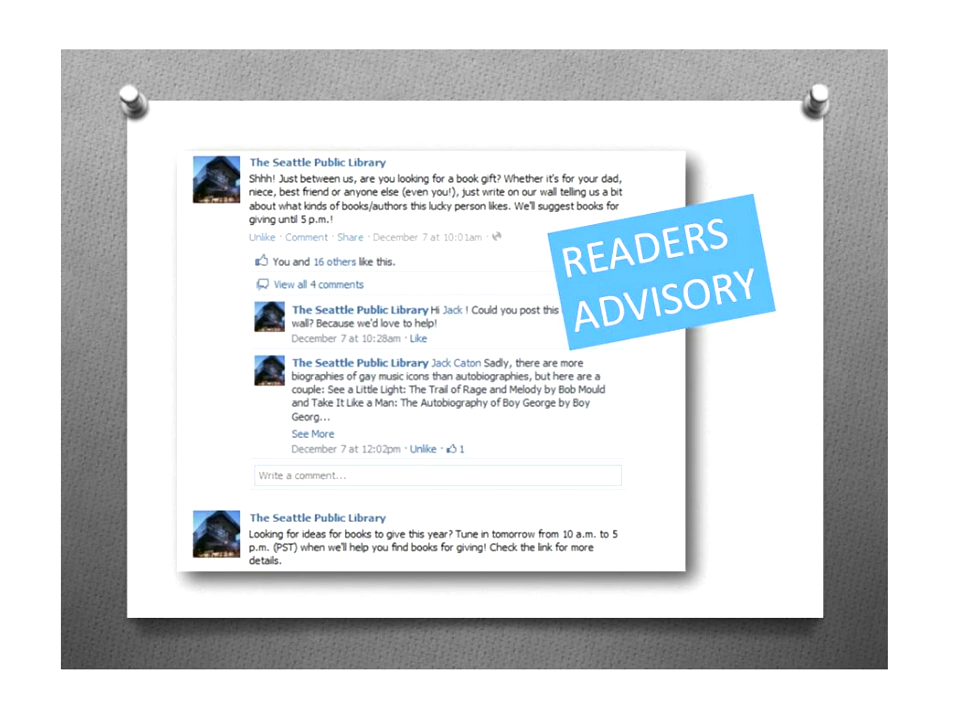 The Seattle Public Library
Shhh! Just between us, are you looking for a book gift? Whether it's for your dad,
niece, best friend or anyone else (even you!), just write on our wall telling us a bit
about what kinds of books/authors this lucky person likes. We'll suggest books for
giving until 5 p.m.!
Unlike · Comment · Share · December 7 at 10:01am ·
You and 16 others like this.
View all 4 comments
The Seattle Public Library Hi Jack ! Could you post this
wall? Because we'd love to help!
December 7 at 10:28am · Like
The Seattle Public Library Jack Caton Sadly, there are more
biographies of gay music icons than autobiographies, but here are a
couple: See a Little Light: The Trail of Rage and Melody by Bob Mould
and Take It Like a Man: The Autobiography of Boy George by Boy
Georg...
See More
December 7 at 12:02pm · Unlike · 1
Write a comment...
The Seattle Public Library
Looking for ideas for books to give this year? Tune in tomorrow from 10 a.m. to 5
p.m. (PST) when we'll help you find books for giving! Check the link for more
details.
READERS
ADVISORY